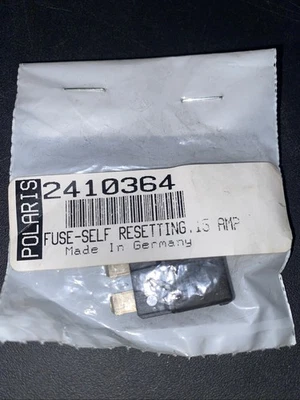 POLARIS
2410364
FUSE-SELF RESETTING.15 AMP
Made In Germany